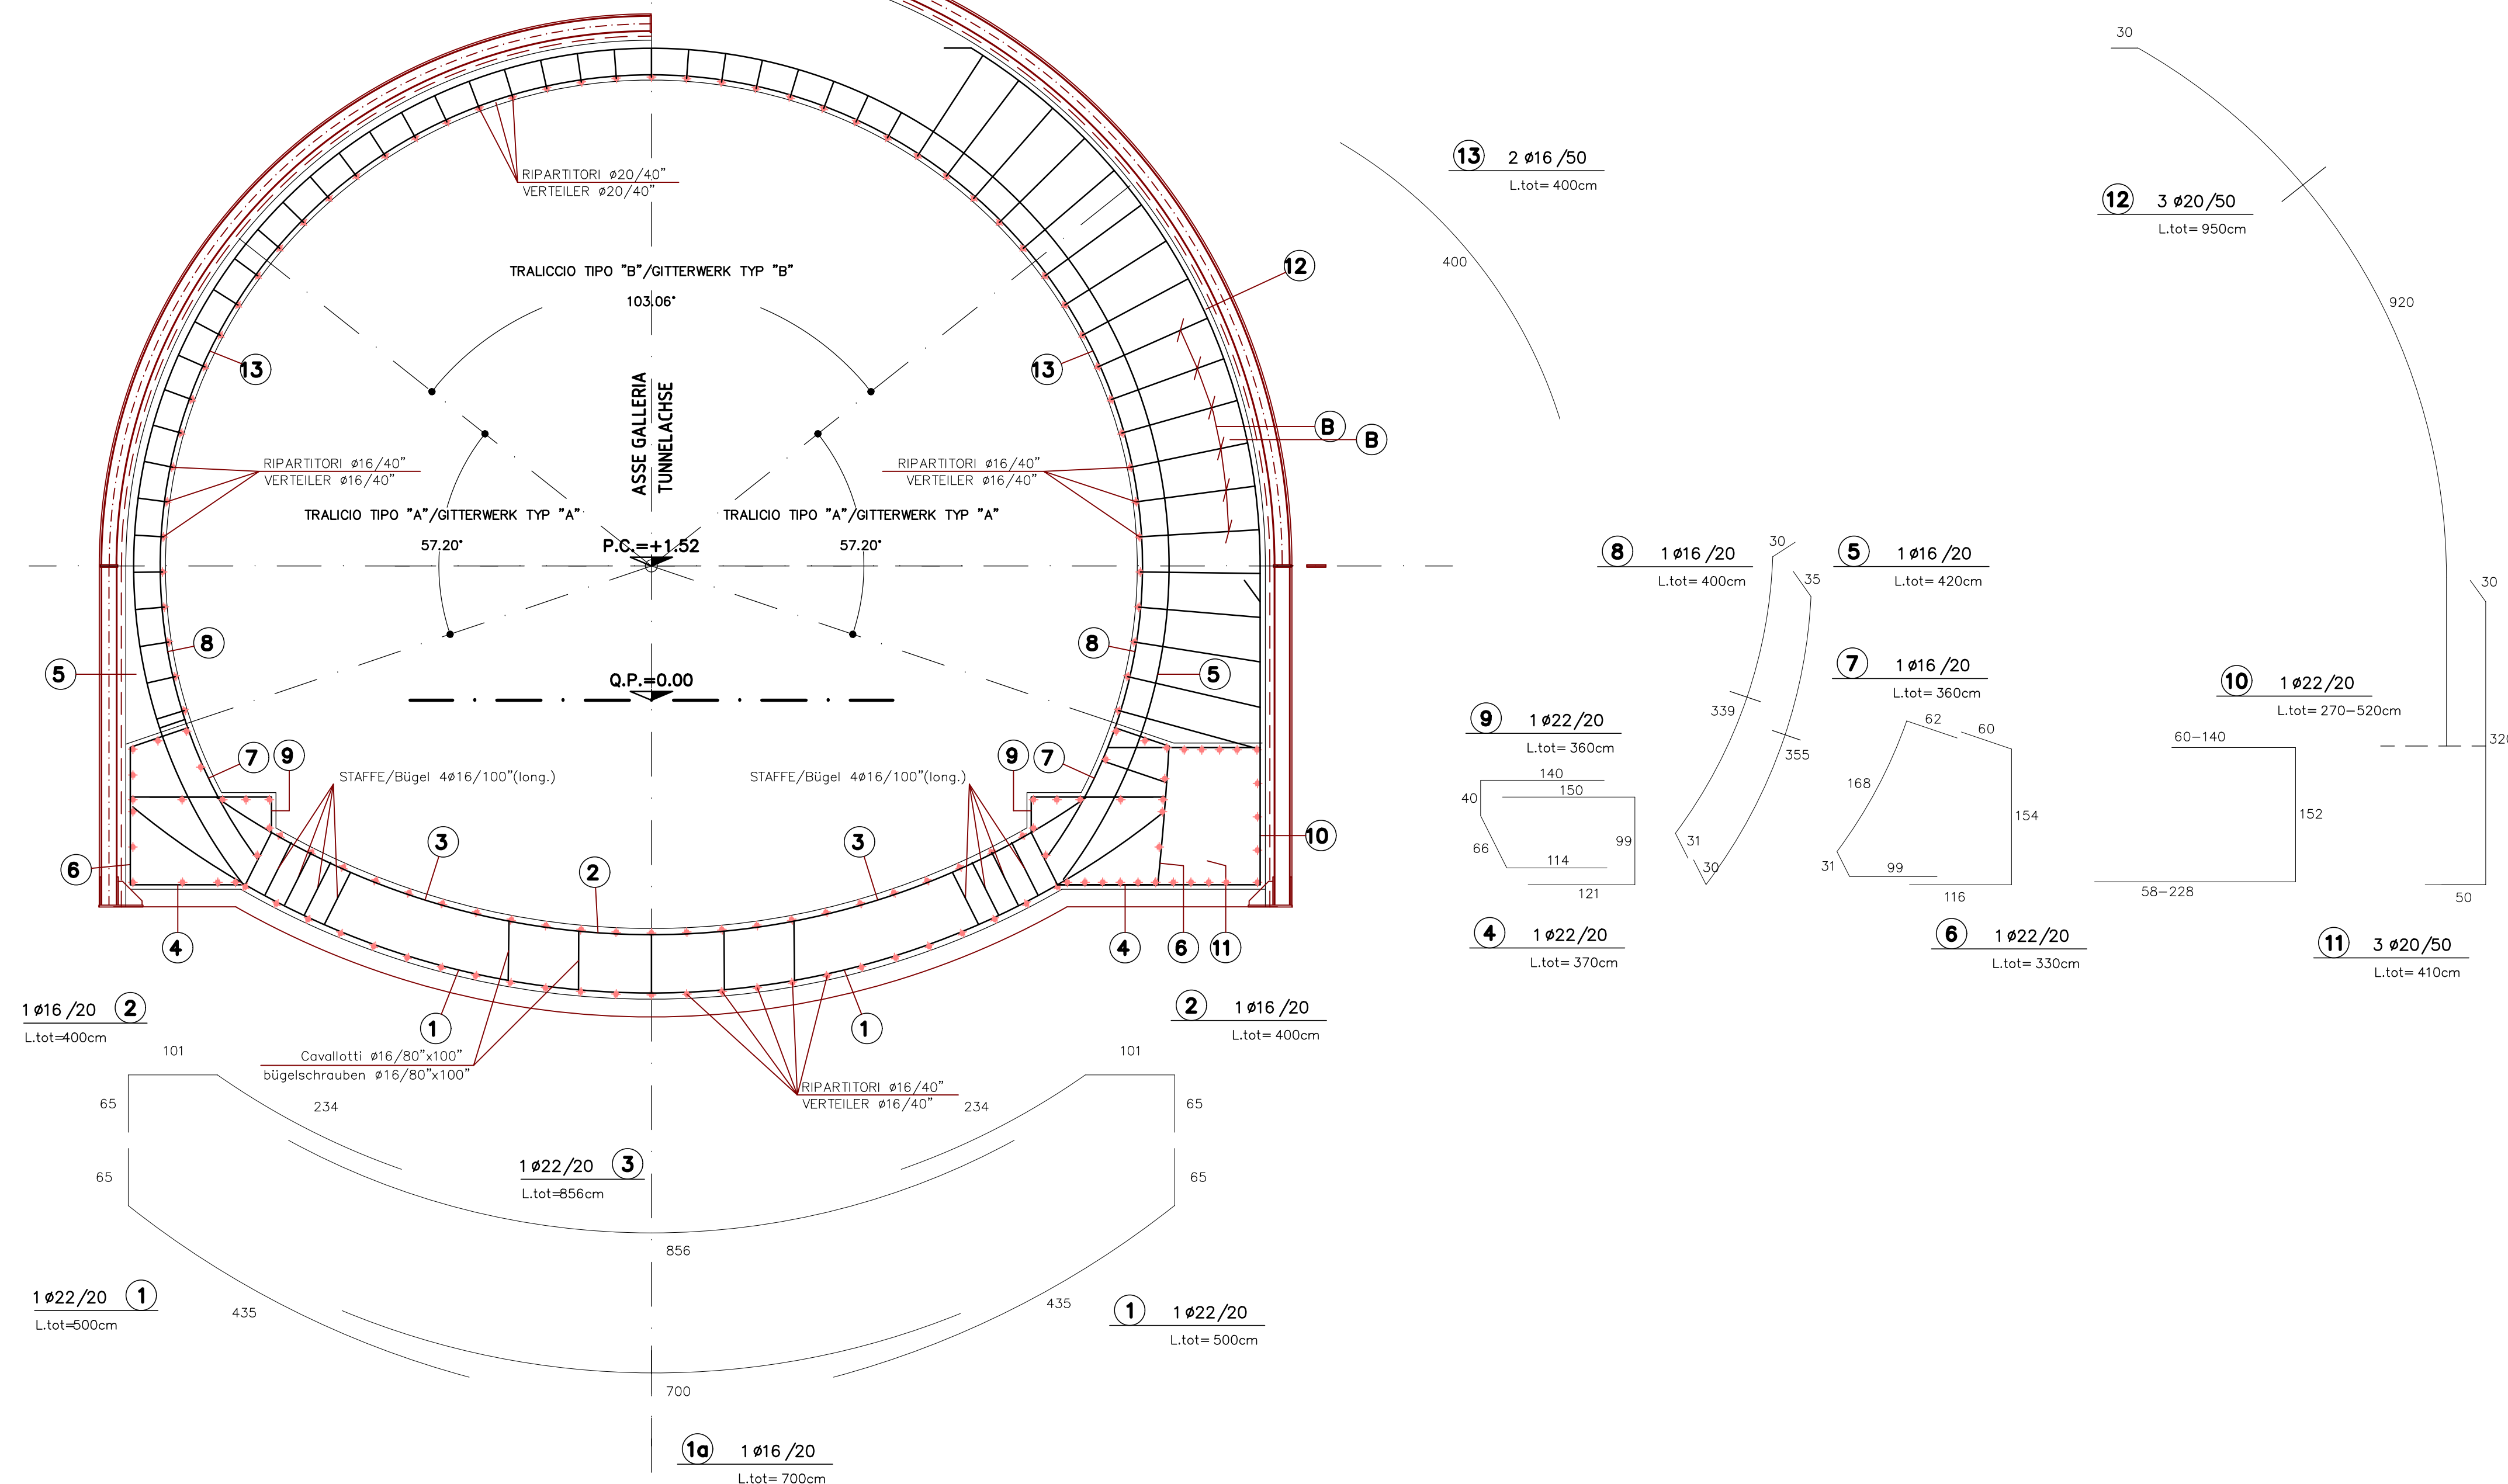 30
RIPARTITORI ø20/40"
VERTEILER ø20/40"
13 2 ø16 /50
L.tot= 400cm
400
12 3 ø20/50
L.tot= 950cm
920
TRALICCIO TIPO "B"/GITTERWERK TYP "B"
103.06°
12
13
13
ASSE GALLERIA
TUNNELACHSE
B
B
RIPARTITORI ø16/40"
VERTEILER ø16/40"
RIPARTITORI ø16/40"
VERTEILER ø16/40"
TRALICIO TIPO "A"/GITTERWERK TYP "A"
57.20°
TRALICIO TIPO "A"/GITTERWERK TYP "A"
57.20°
P.C.=+1.52
Q.P.=0.00
8
5
8
5
8 1 ø16 /20
L.tot= 400cm
30
5 1 ø16 /20
L.tot= 420cm
35
30
339
355
31
30
7 1 ø16 /20
L.tot= 360cm
62
60
168
154
31
99
116
10 1 ø22/20
L.tot= 270-520cm
60-140
152
58-228
320
50
9 1 ø22/20
L.tot= 360cm
140
150
40
99
66
114
121
7
9
9
7
STAFFE/Bügel 4ø16/100"(long.)
STAFFE/Bügel 4ø16/100"(long.)
3
2
3
10
6
4
4
6
11
4 1 ø22/20
L.tot= 370cm
6 1 ø22/20
L.tot= 330cm
11 3 ø20/50
L.tot= 410cm
1 ø16 /20 2
L.tot=400cm
1
1
2 1 ø16 /20
L.tot= 400cm
Cavallotti ø16/80"x100"
bügelschrauben ø16/80"x100"
RIPARTITORI ø16/40"
VERTEILER ø16/40"
101
101
65
234
234
65
1 ø22/20 3
L.tot=856cm
65
65
856
1 ø22/20 1
L.tot=500cm
435
435
1 1 ø22/20
L.tot= 500cm
700
1a 1 ø16 /20
L.tot= 700cm